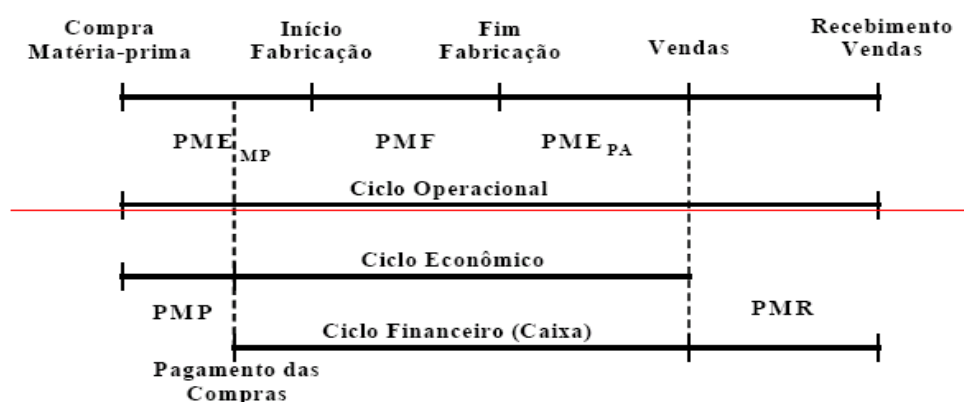 Compra
Matéria-prima
Início
Fabricação
Fim
Fabricação
Vendas
Recebimento
Vendas
PME MP
PMF
PME PA
Ciclo Operacional
Ciclo Econômico
PMP
PMR
Ciclo Financeiro (Caixa)
Pagamento das
Compras